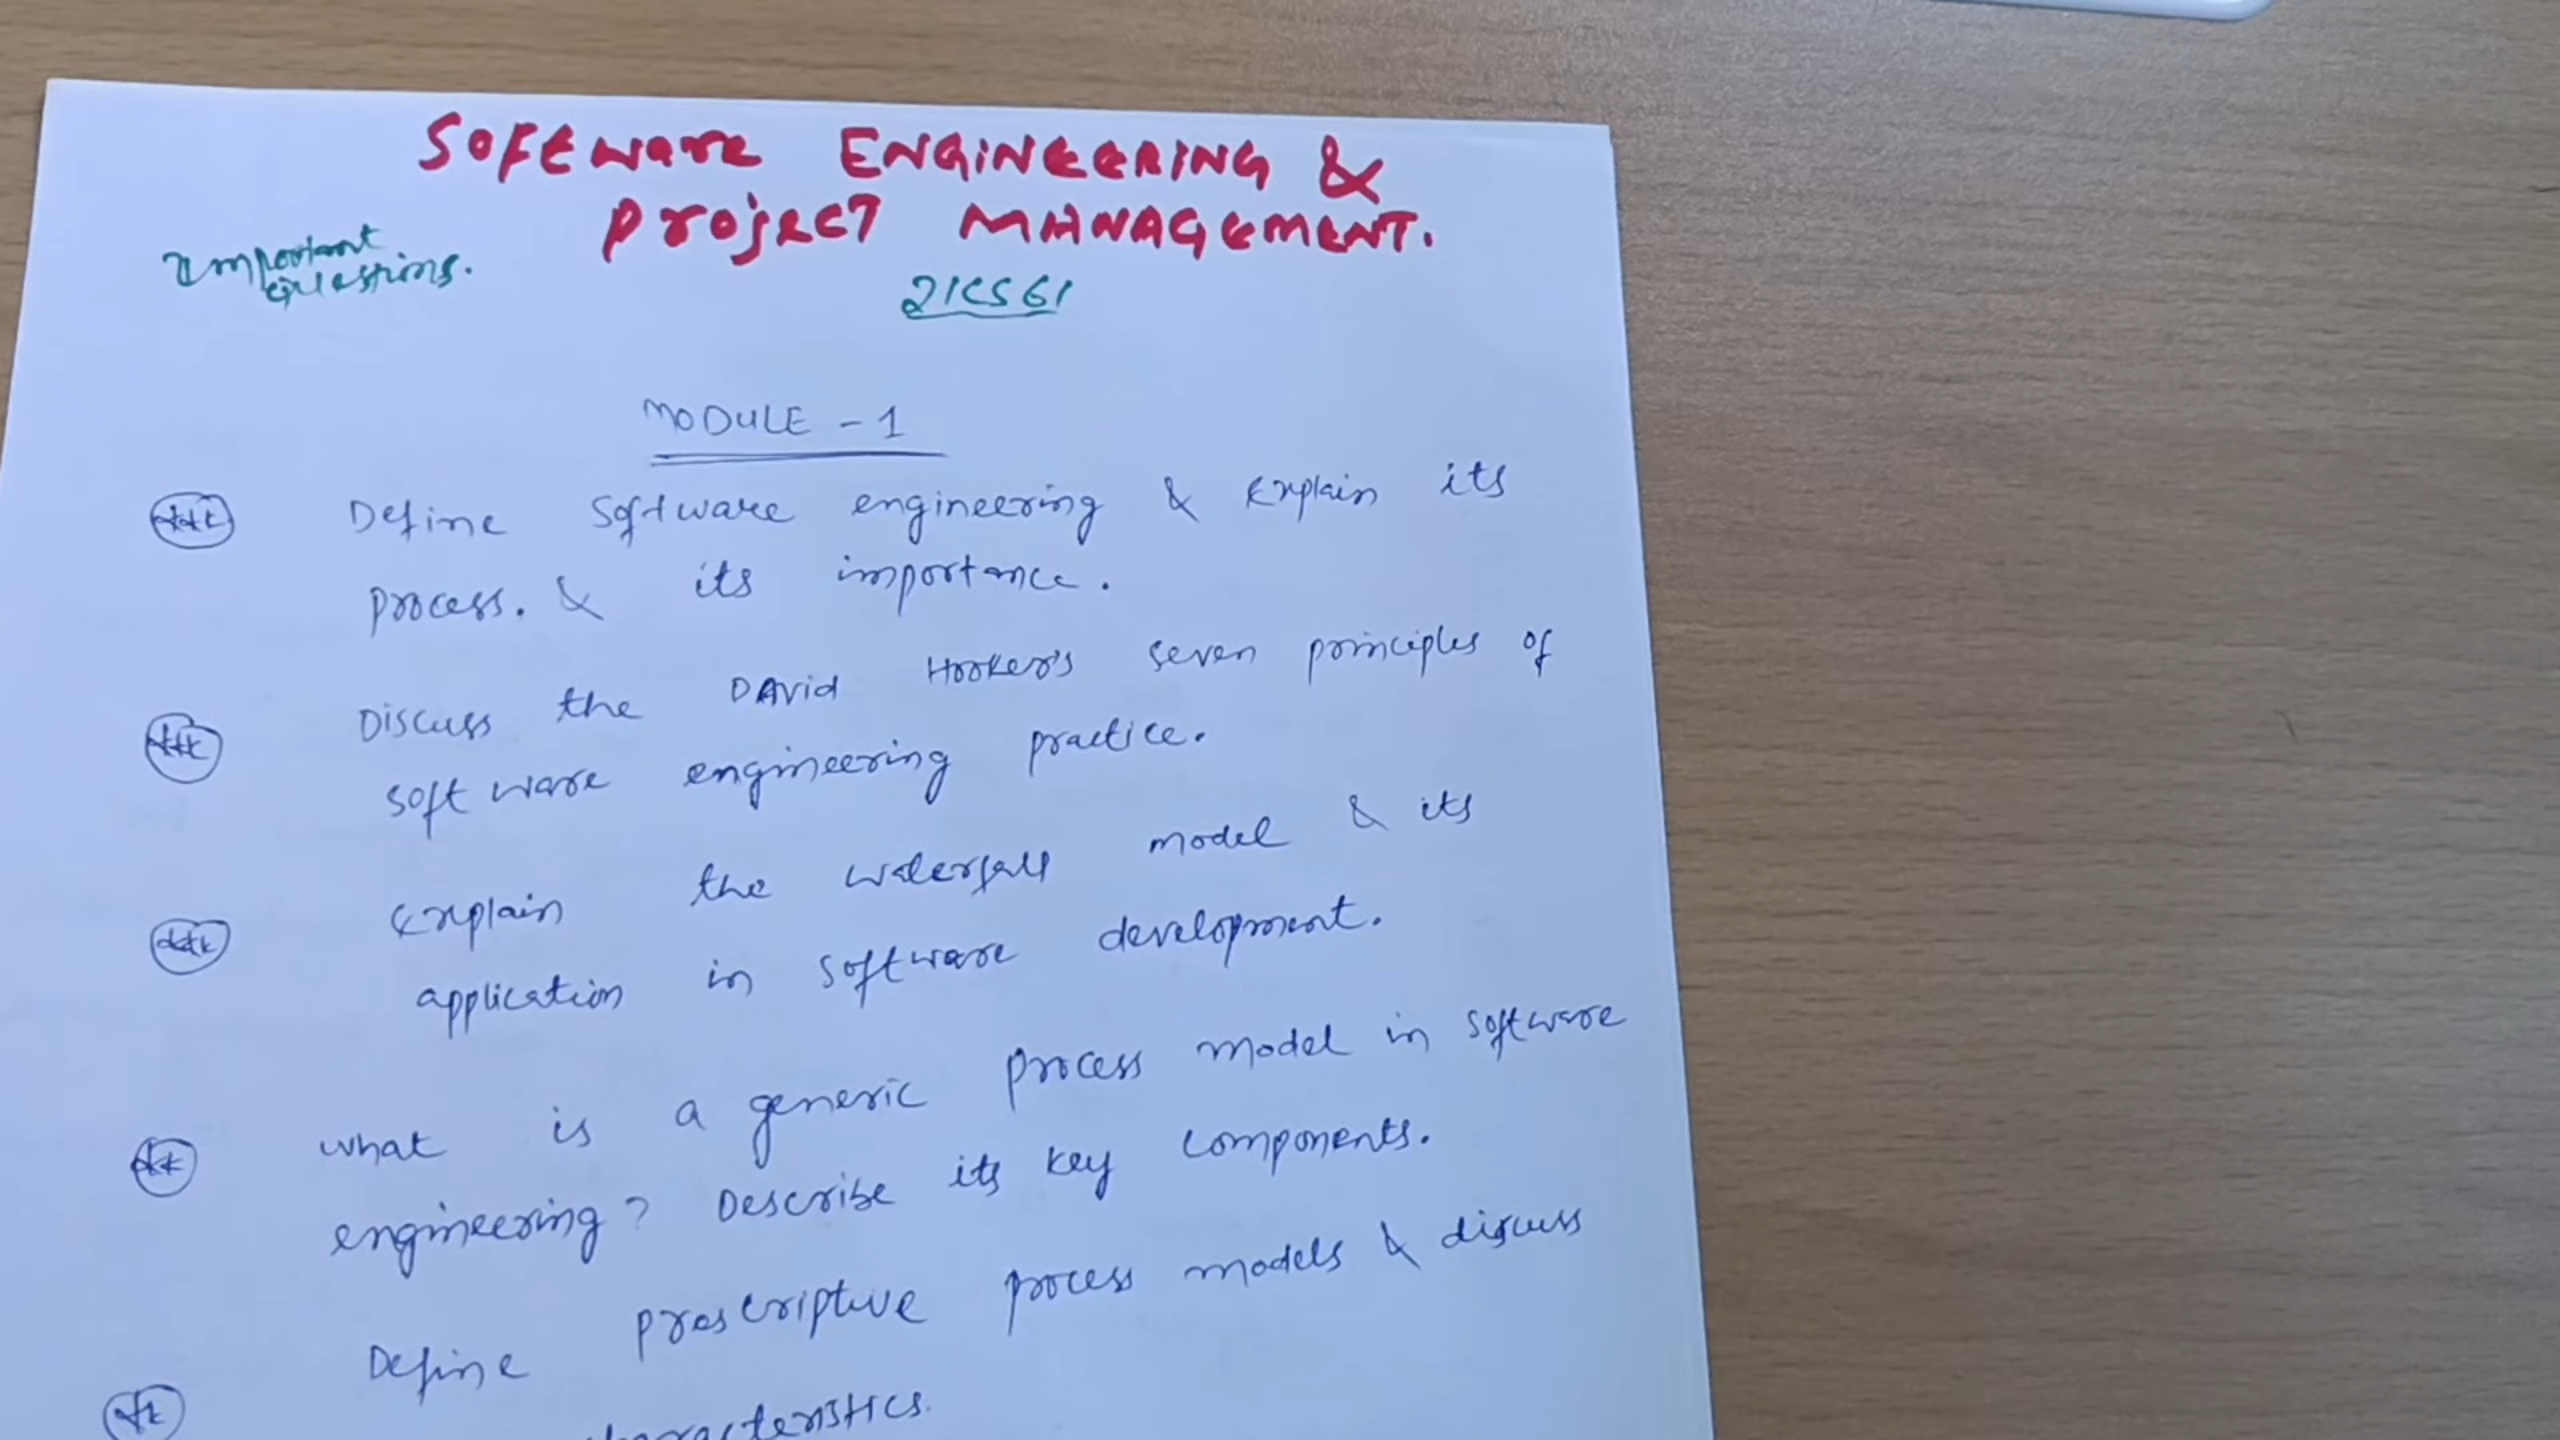 SOFtware ENGiNEERING &
Project MANAGEMENT.
Important
Questions.
21CS61
MODULE - 1
*** Define software engineering & Explain its
process. & its importance.
*** Discuss the DAvid Hooker's seven principles of
software engineering practice.
*** Explain the waterfall model & its
application in software development.
** what is a generic process model in software
engineering? Describe its key components.
** Define prescriptive process models & discuss
characteristics.